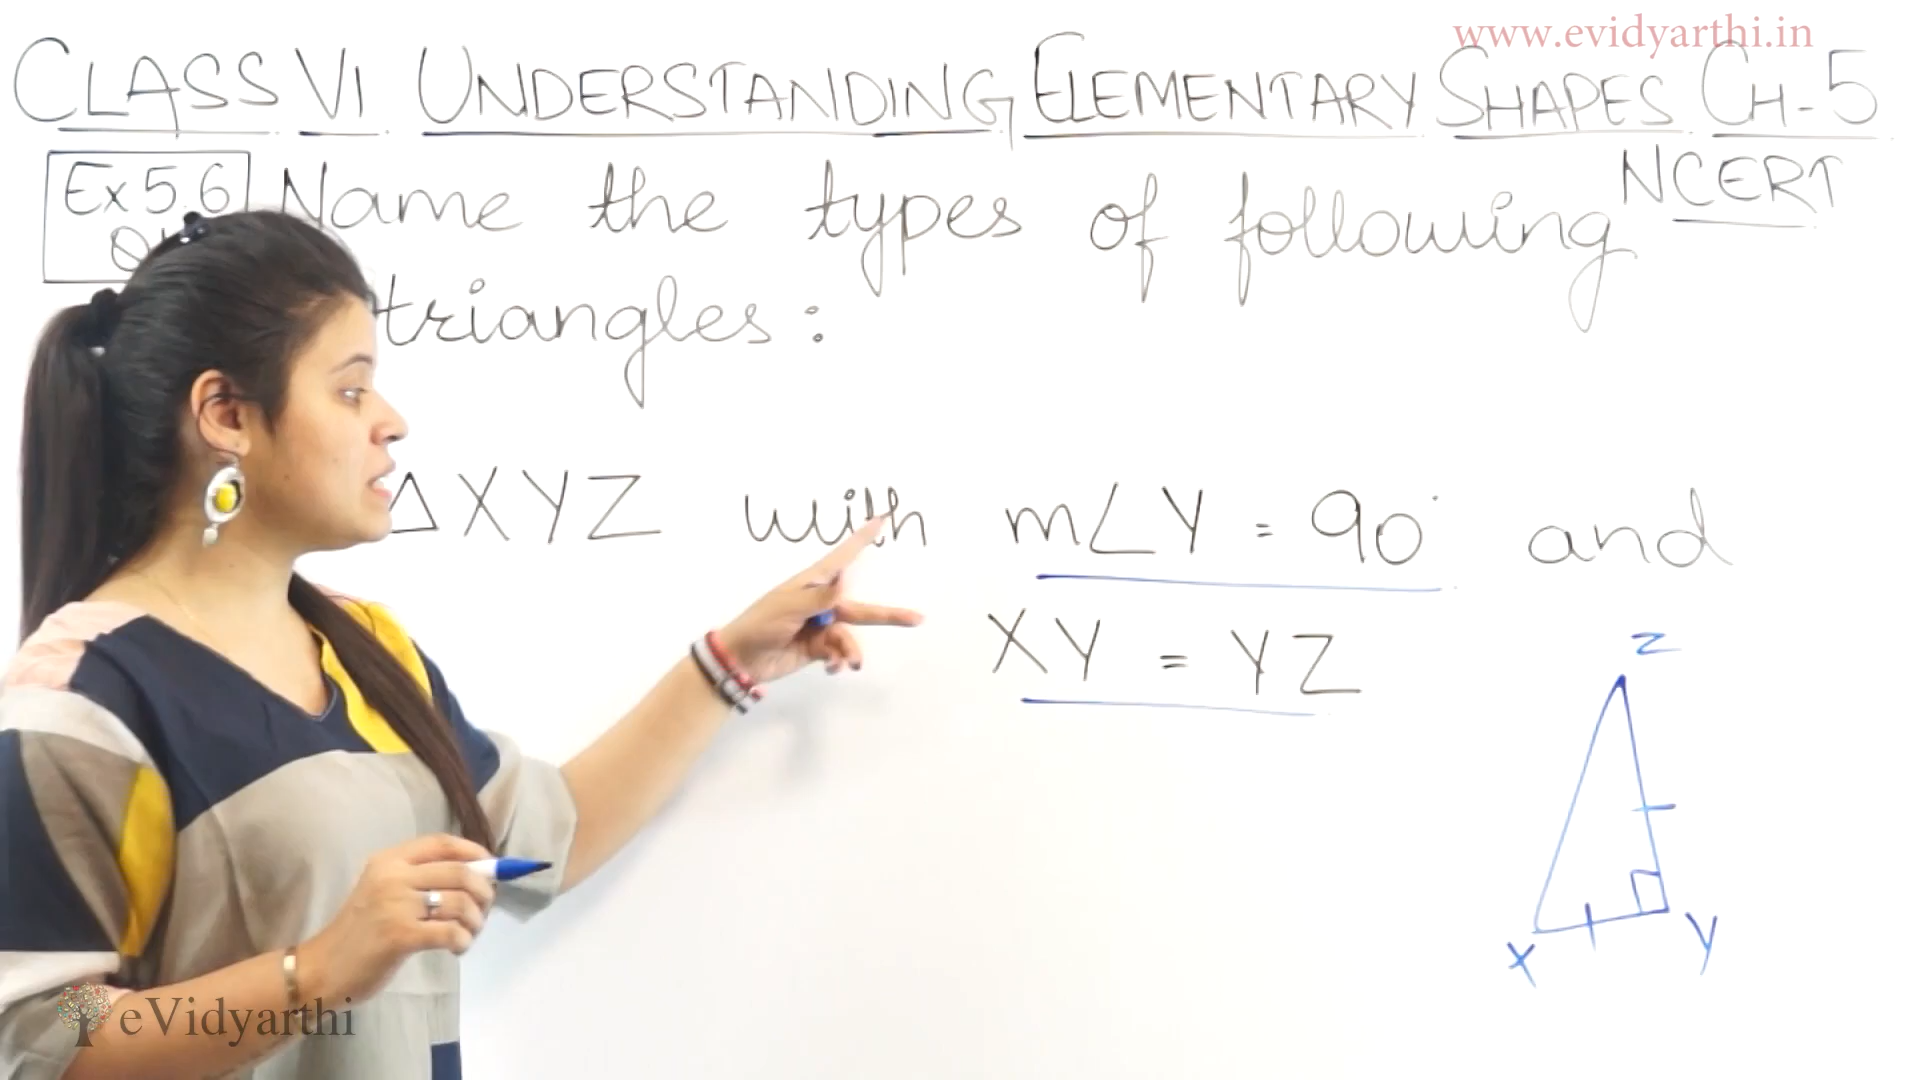 www.evidyarthi.in
CLASS VI UNDERSTANDING ELEMENTARY SHAPES CH-5
NCERT
Ex 5.6
Name the types of following
triangles:
△XYZ with m∠Y = 90° and
XY = YZ
Z
X
Y
eVidyarthi